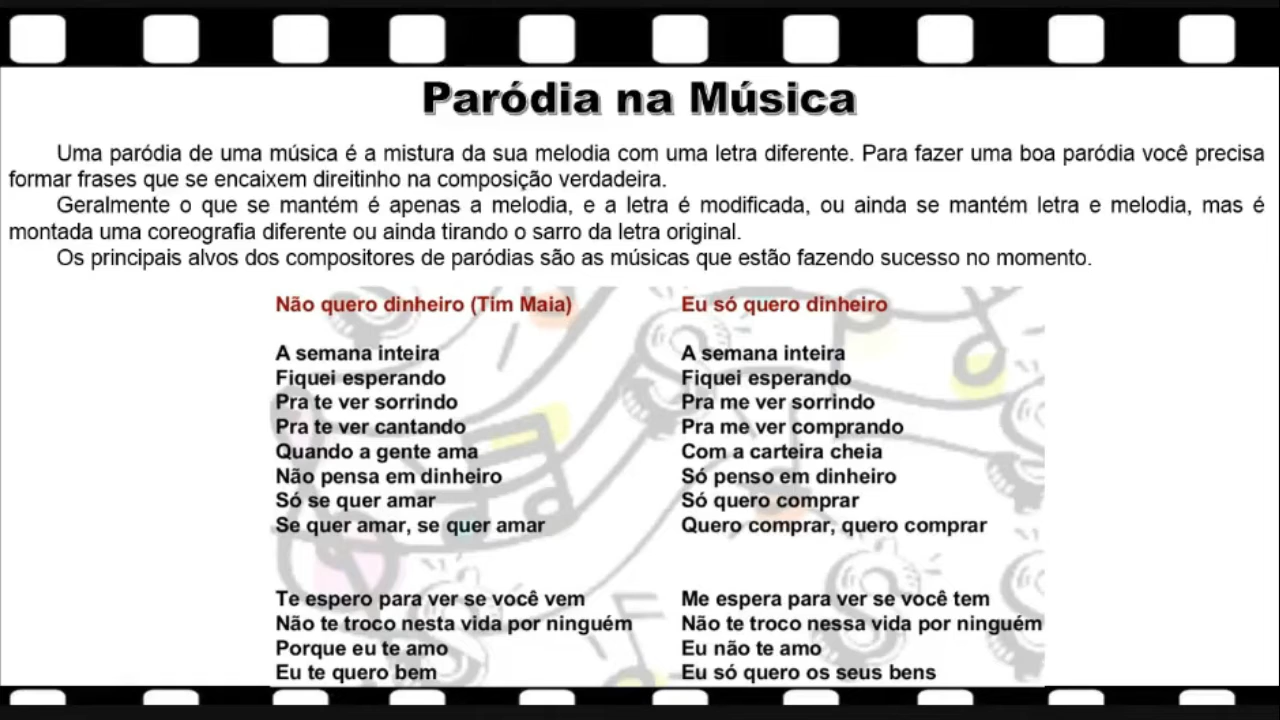 Paródia na Música
Uma paródia de uma música é a mistura da sua melodia com uma letra diferente. Para fazer uma boa paródia você precisa
formar frases que se encaixem direitinho na composição verdadeira.
Geralmente o que se mantém é apenas a melodia, e a letra é modificada, ou ainda se mantém letra e melodia, mas é
montada uma coreografia diferente ou ainda tirando o sarro da letra original.
Os principais alvos dos compositores de paródias são as músicas que estão fazendo sucesso no momento.
Não quero dinheiro (Tim Maia)
A semana inteira
Fiquei esperando
Pra te ver sorrindo
Pra te ver cantando
Quando a gente ama
Não pensa em dinheiro
Só se quer amar
Se quer amar, se quer amar
Te espero para ver se você vem
Não te troco nesta vida por ninguém
Porque eu te amo
Eu te quero bem
Eu só quero dinheiro
A semana inteira
Fiquei esperando
Pra me ver sorrindo
Pra me ver comprando
Com a carteira cheia
Só penso em dinheiro
Só quero comprar
Quero comprar, quero comprar
Me espera para ver se você tem
Não te troco nessa vida por ninguém
Eu não te amo
Eu só quero os seus bens